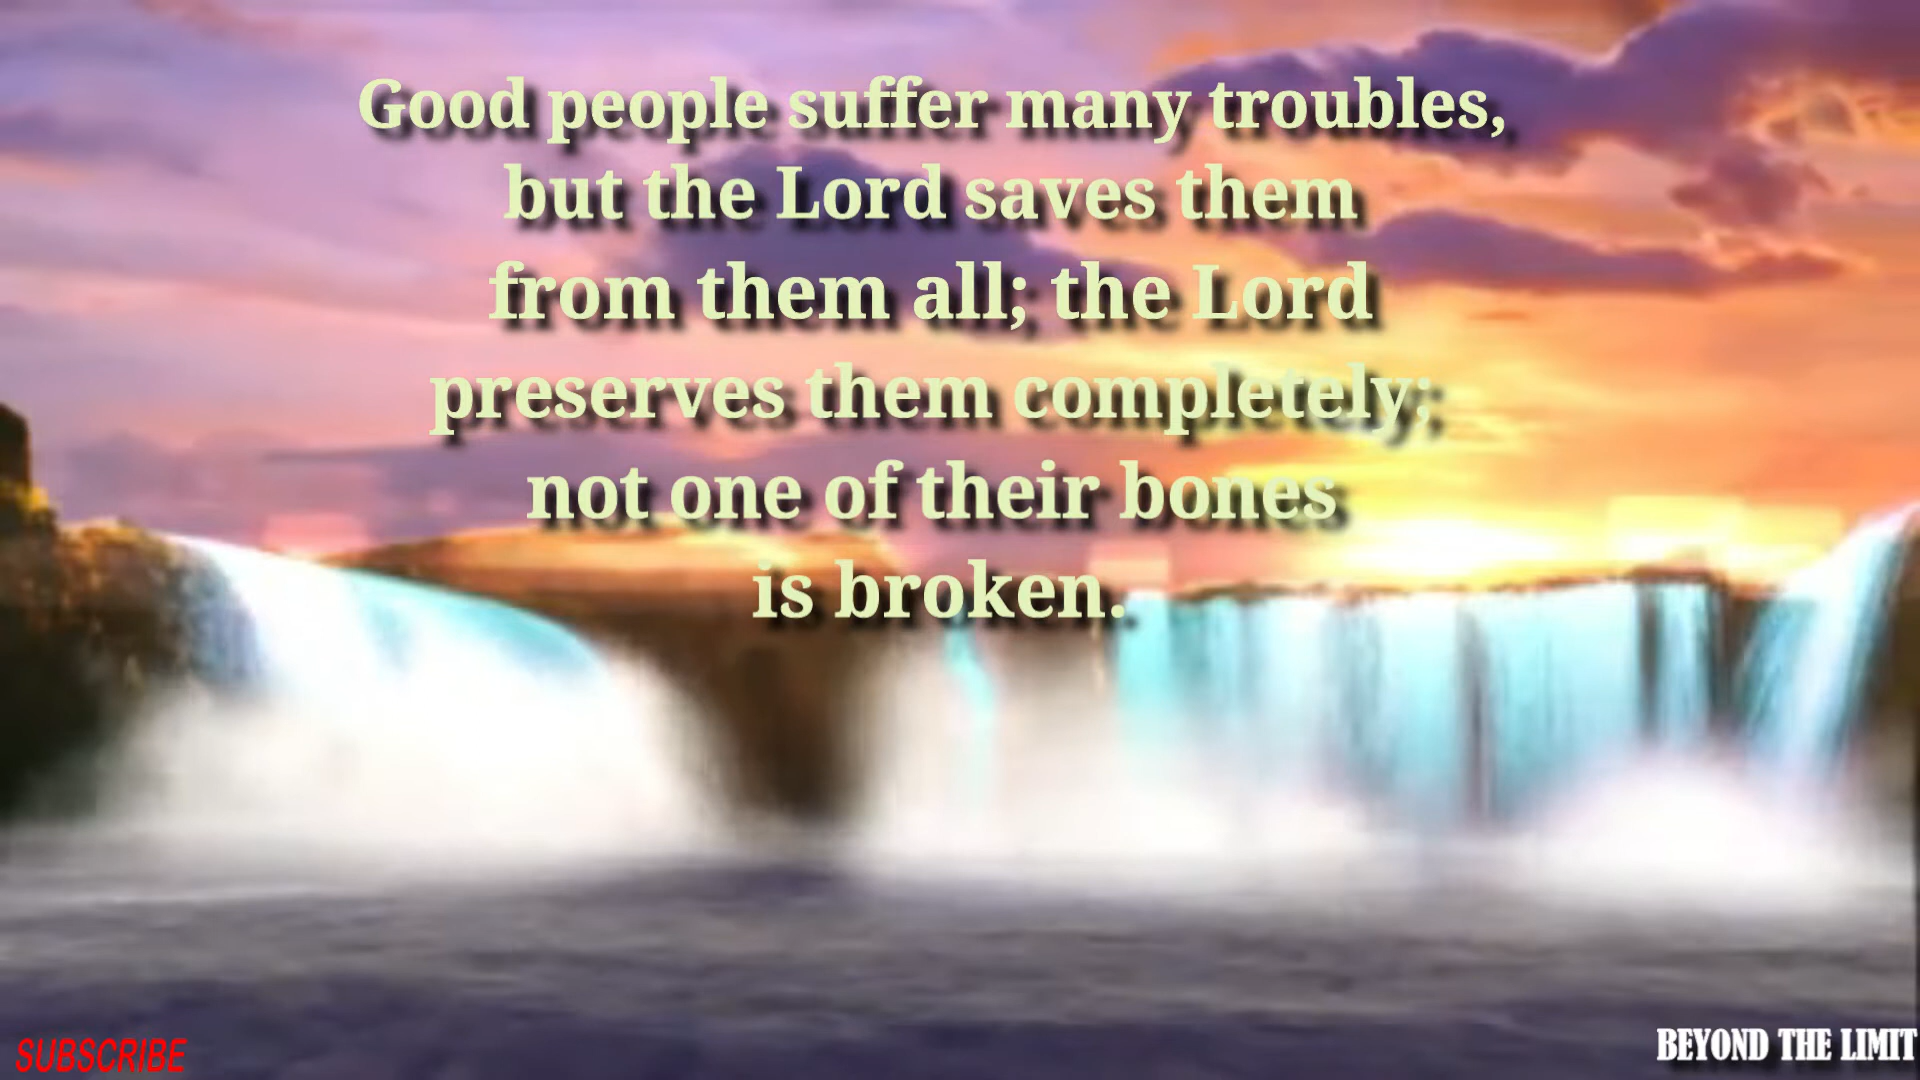 Good people suffer many troubles,
but the Lord saves them
from them all; the Lord
preserves them completely;
not one of their bones
is broken.
SUBSCRIBE
BEYOND THE LIMIT